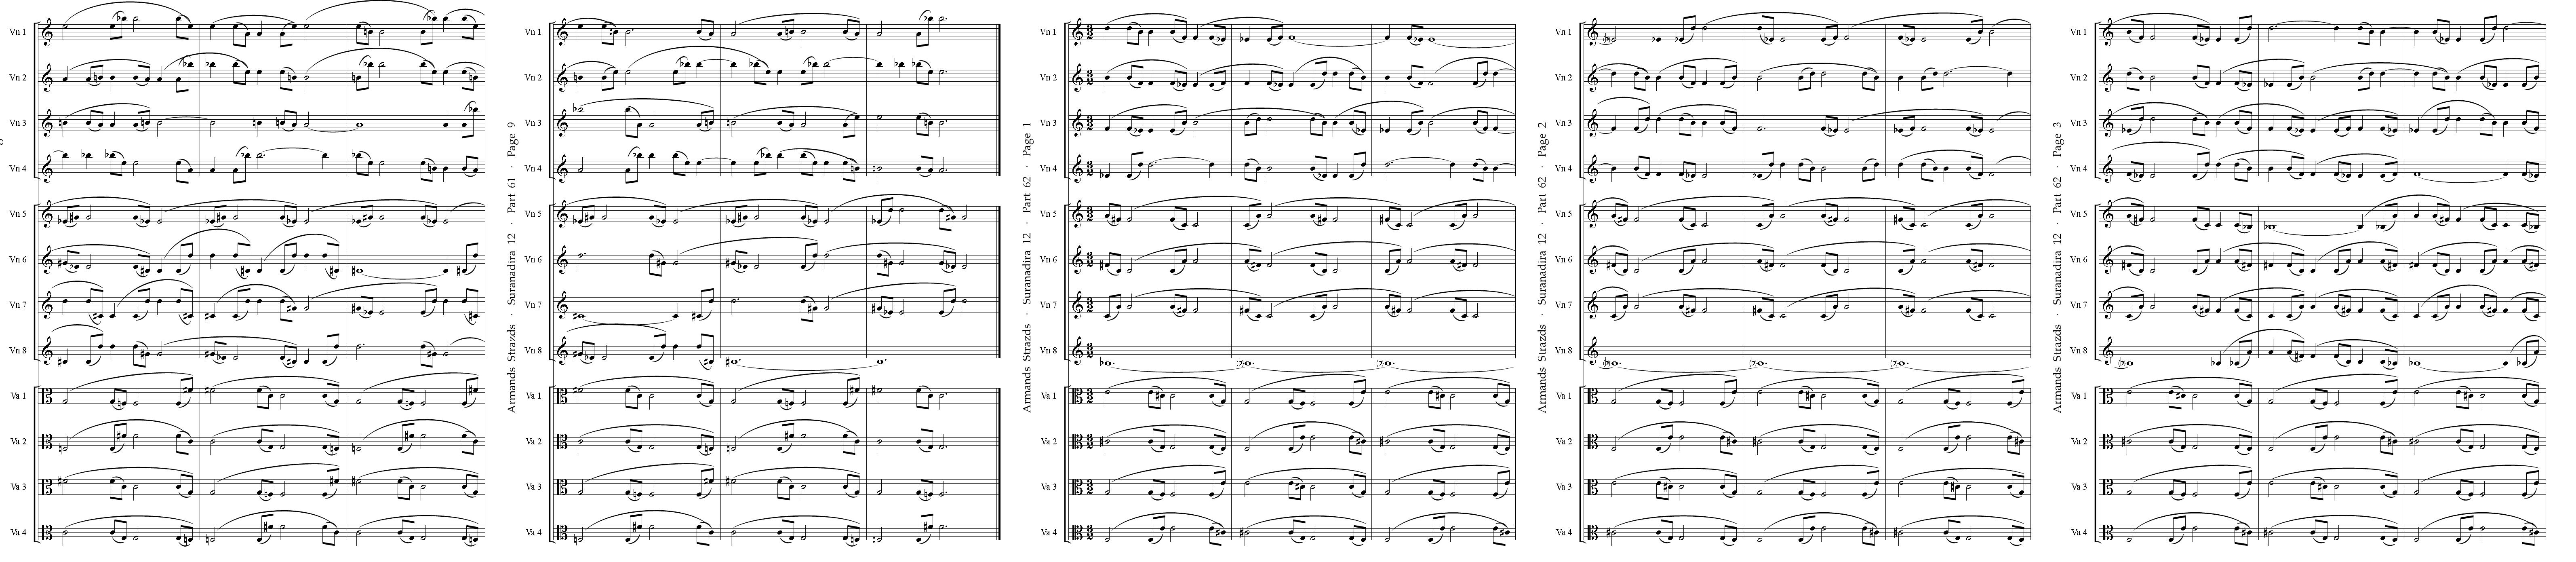 Vn 1
Vn 2
Vn 3
Vn 4
Vn 5
Vn 6
Vn 7
Vn 8
Va 1
Va 2
Va 3
Va 4
Armands Strazds · Suranadira 12 · Part 61 · Page 9
Vn 1
Vn 2
Vn 3
Vn 4
Vn 5
Vn 6
Vn 7
Vn 8
Va 1
Va 2
Va 3
Va 4
Armands Strazds · Suranadira 12 · Part 62 · Page 1
Vn 1
Vn 2
Vn 3
Vn 4
Vn 5
Vn 6
Vn 7
Vn 8
Va 1
Va 2
Va 3
Va 4
Armands Strazds · Suranadira 12 · Part 62 · Page 2
Vn 1
Vn 2
Vn 3
Vn 4
Vn 5
Vn 6
Vn 7
Vn 8
Va 1
Va 2
Va 3
Va 4
Armands Strazds · Suranadira 12 · Part 62 · Page 3
Vn 1
Vn 2
Vn 3
Vn 4
Vn 5
Vn 6
Vn 7
Vn 8
Va 1
Va 2
Va 3
Va 4